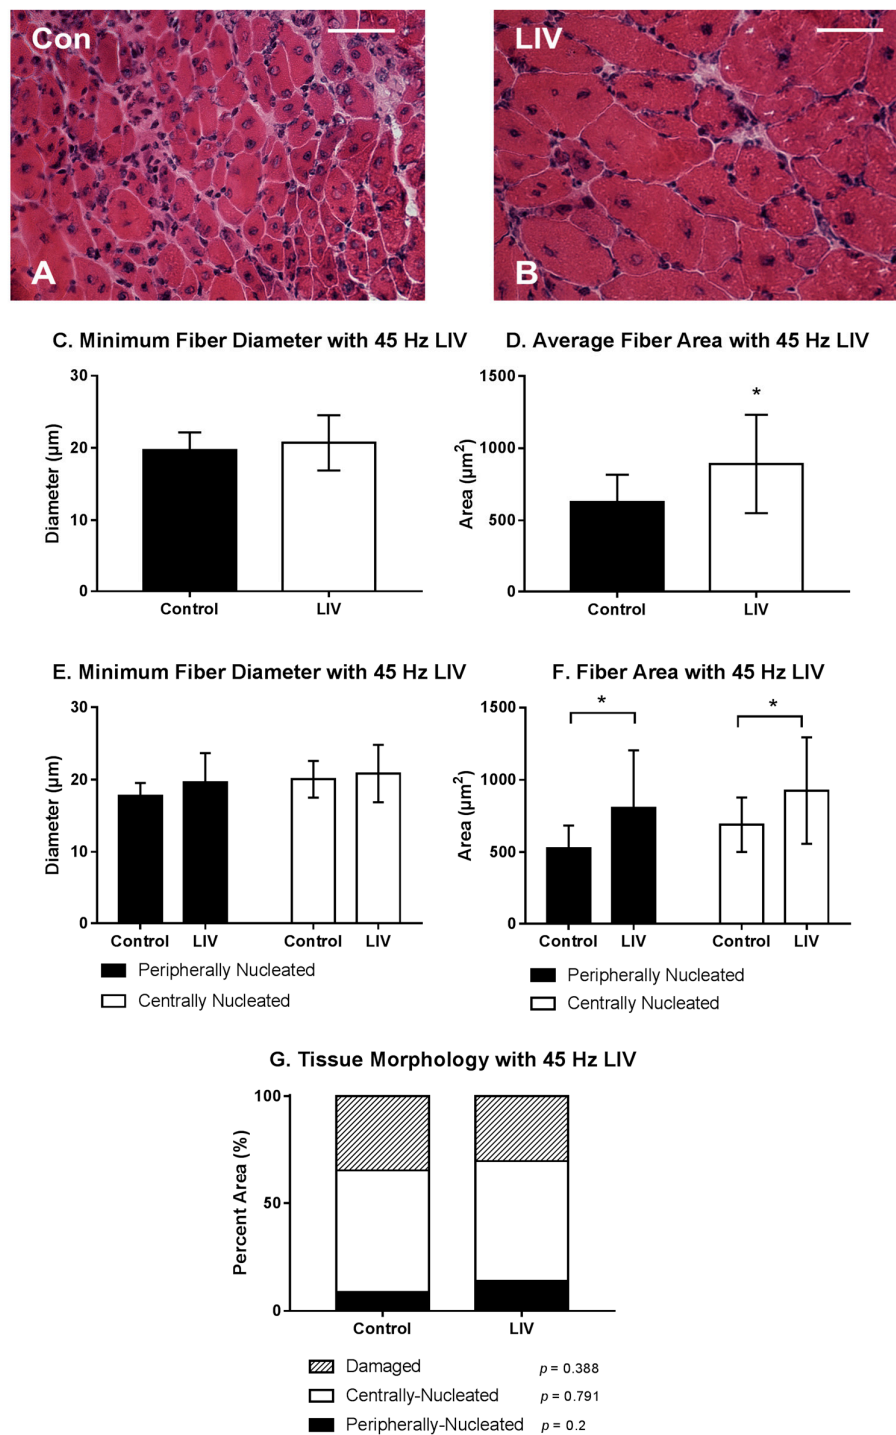 Con
LIV
A
B
C. Minimum Fiber Diameter with 45 Hz LIV
D. Average Fiber Area with 45 Hz LIV
30
20
10
0
Diameter (µm)
Control
LIV
1500
1000
500
0
Area (µm²)
*
Control
LIV
E. Minimum Fiber Diameter with 45 Hz LIV
F. Fiber Area with 45 Hz LIV
30
20
10
0
Diameter (µm)
Control
LIV
Control
LIV
Peripherally Nucleated
Centrally Nucleated
1500
1000
500
0
Area (µm²)
*
*
Control
LIV
Control
LIV
Peripherally Nucleated
Centrally Nucleated
G. Tissue Morphology with 45 Hz LIV
100
50
0
Percent Area (%)
Control
LIV
Damaged p = 0.388
Centrally-Nucleated p = 0.791
Peripherally-Nucleated p = 0.2